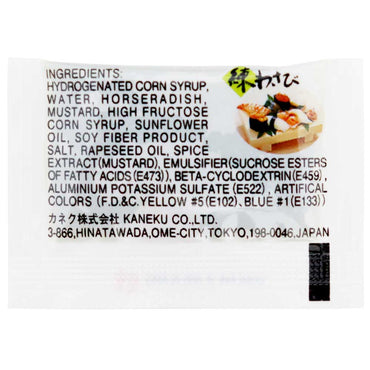 練わさび
INGREDIENTS:
HYDROGENATED CORN SYRUP,
WATER, HORSERADISH,
MUSTARD, HIGH FRUCTOSE
CORN SYRUP, SUNFLOWER
OIL, SOY FIBER PRODUCT,
SALT, RAPESEED OIL, SPICE
EXTRACT(MUSTARD), EMULSIFIER(SUCROSE ESTERS
OF FATTY ACIDS(E473)), BETA-CYCLODEXTRIN(E459),
ALUMINIUM POTASSIUM SULFATE (E522), ARTIFICAL
COLORS (F.D.&C.YELLOW #5(E102), BLUE #1(E133))
カネク株式会社 KANEKU CO.,LTD.
3-866,HINATAWADA,OME-CITY,TOKYO,198-0046,JAPAN